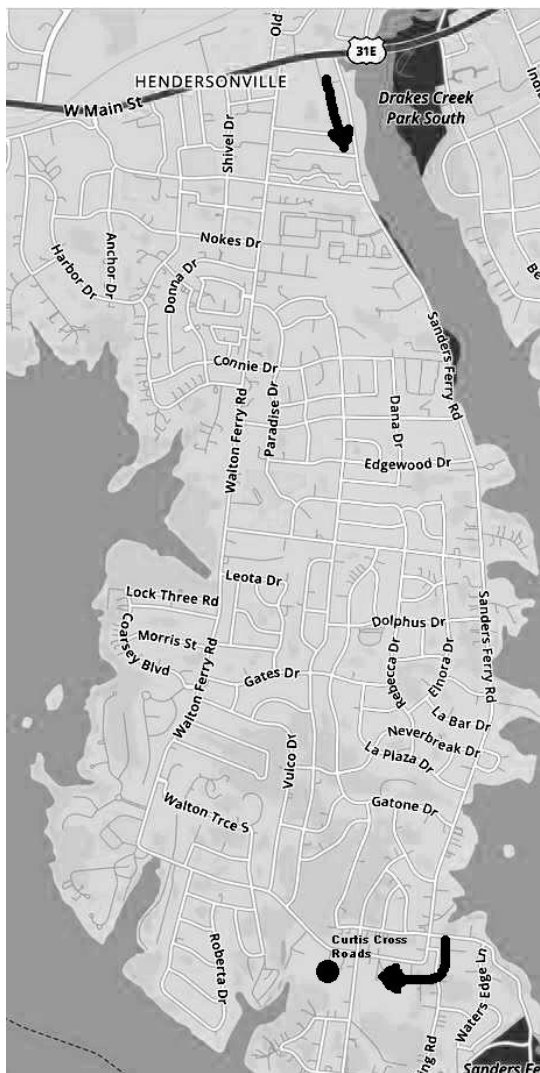 Old
31E
HENDERSONVILLE
W Main St
Drakes Creek
Park South
Shivel Dr
Nokes Dr
Anchor Dr
Harbor Dr
Donna Dr
Sanders Ferry Rd
Connie Dr
Paradise Dr
Dana Dr
Walton Ferry Rd
Edgewood Dr
Leota Dr
Lock Three Rd
Dolphus Dr
Sanders Ferry Rd
Morris St
Coarsey Blvd
Rebecca Dr
Elnora Dr
Walton Ferry Rd
Gates Dr
La Bar Dr
Neverbreak Dr
La Plaza Dr
Vulco Dr
Gatone Dr
Walton Trce S
Curtis Cross
Roads
Roberta Dr
Waters Edge Ln
ng Rd
Sanders Fe